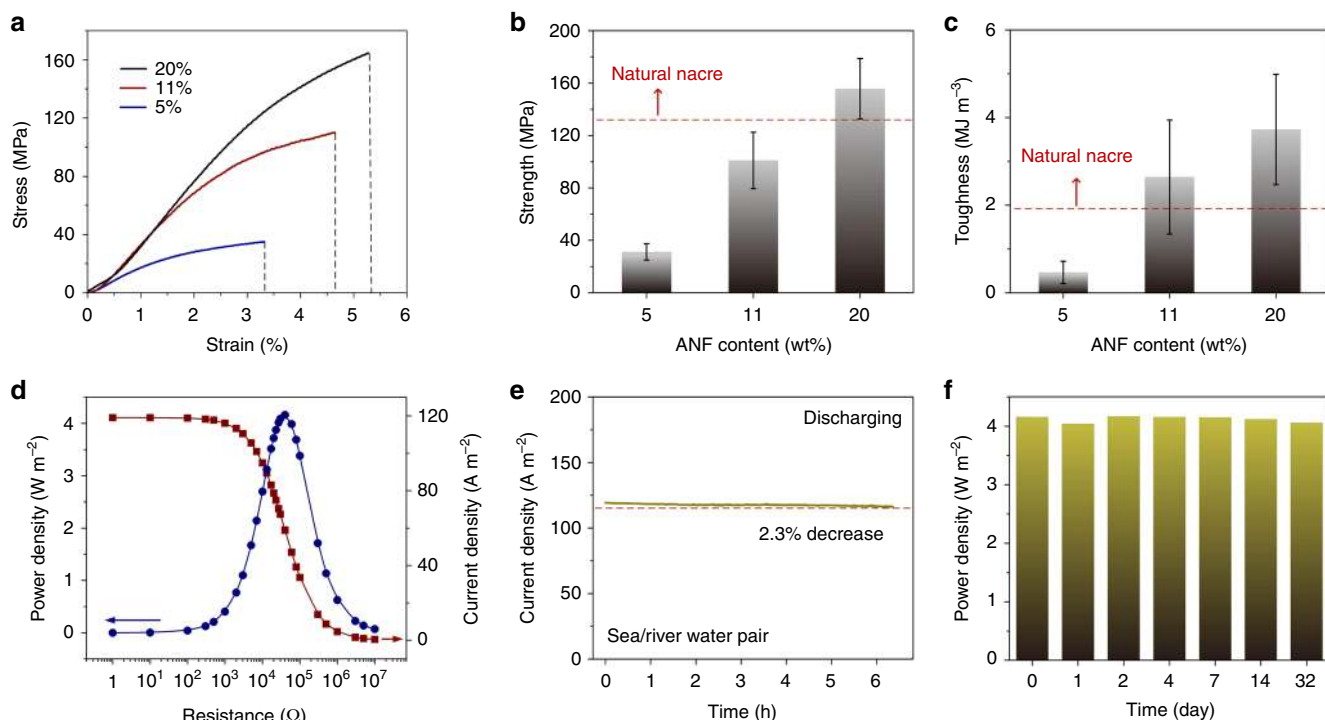 a
Stress (MPa)
160
120
80
40
0
20%
11%
5%
0 1 2 3 4 5 6
Strain (%)
b
Strength (MPa)
200
160
120
80
40
0
Natural nacre
5 11 20
ANF content (wt%)
c
Toughness (MJ m⁻³)
6
4
2
0
Natural nacre
5 11 20
ANF content (wt%)
d
Power density (W m⁻²)
4
3
2
1
0
120
80
40
0
Current density (A m⁻²)
1 10¹ 10² 10³ 10⁴ 10⁵ 10⁶ 10⁷
Resistance (Ω)
e
Current density (A m⁻²)
200
150
100
50
0
Discharging
2.3% decrease
Sea/river water pair
0 1 2 3 4 5 6
Time (h)
f
Power density (W m⁻²)
4
3
2
1
0
0 1 2 4 7 14 32
Time (day)